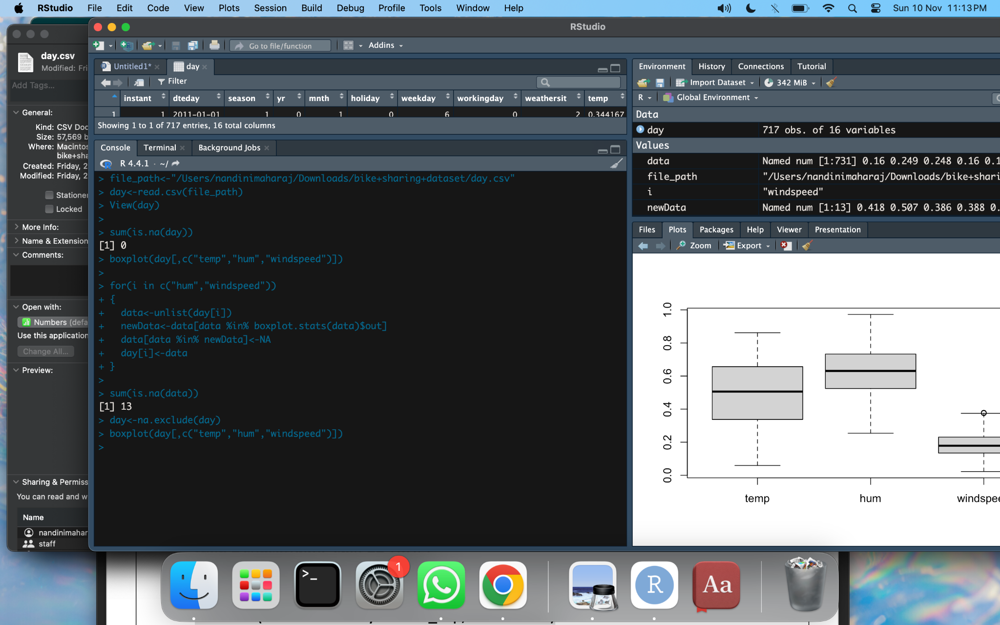 RStudio File Edit Code View Plots Session Build Debug Profile Tools Window Help Sun 10 Nov 11:13 PM
RStudio
day.csv
Modified: Fri
Add Tags...
General:
Kind: CSV Doc
Size: 57,569 b
Where: Macintos
bike+sha
Created: Friday, 2
Modified: Friday, 2
Stationer
Locked
More Info:
Name & Extension
Comments:
Open with:
Numbers (defa
Use this application
Change All...
Preview:
Sharing & Permiss
You can read and w
Name
nandinimahar
staff
Go to file/function Addins
Untitled1* day
Filter
instant dteday season yr mnth holiday weekday workingday weathersit temp
1 1 2011-01-01 1 0 1 0 6 0 2 0.344167
Showing 1 to 1 of 717 entries, 16 total columns
Console Terminal Background Jobs
R 4.4.1 · ~/
> file_path<-"/Users/nandinimaharaj/Downloads/bike+sharing+dataset/day.csv"
> day<-read.csv(file_path)
> View(day)
>
> sum(is.na(day))
[1] 0
> boxplot(day[,c("temp","hum","windspeed")])
>
> for(i in c("hum","windspeed"))
+ {
+   data<-unlist(day[i])
+   newData<-data[data %in% boxplot.stats(data)$out]
+   data[data %in% newData]<-NA
+   day[i]<-data
+ }
>
> sum(is.na(data))
[1] 13
> day<-na.exclude(day)
> boxplot(day[,c("temp","hum","windspeed")])
>
Environment History Connections Tutorial
Import Dataset 342 MiB
R Global Environment
Data
day 717 obs. of 16 variables
Values
data Named num [1:731] 0.16 0.249 0.248 0.16 0.1
file_path "/Users/nandinimaharaj/Downloads/bike+shari
i "windspeed"
newData Named num [1:13] 0.418 0.507 0.386 0.388 0.
Files Plots Packages Help Viewer Presentation
Zoom Export
1.0
0.8
0.6
0.4
0.2
0.0
temp hum windspee
1
>_
R
Aa